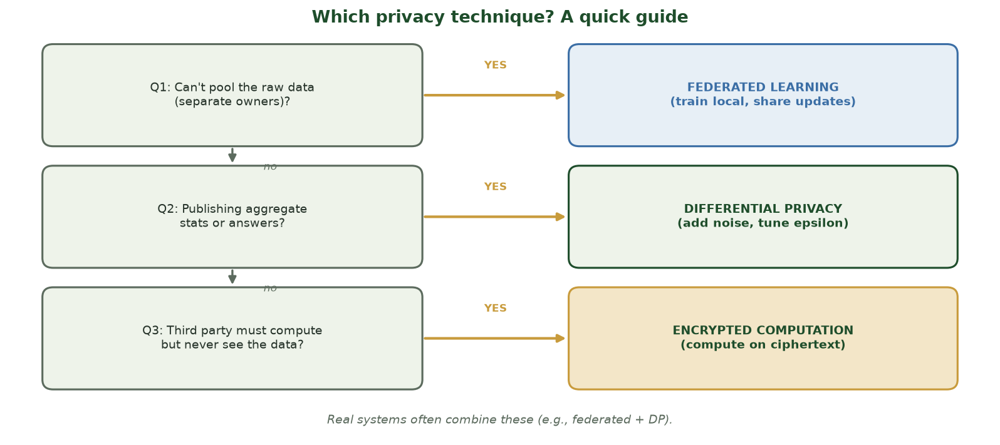 Which privacy technique? A quick guide
Q1: Can't pool the raw data
(separate owners)?
YES
FEDERATED LEARNING
(train local, share updates)
no
Q2: Publishing aggregate
stats or answers?
YES
DIFFERENTIAL PRIVACY
(add noise, tune epsilon)
no
Q3: Third party must compute
but never see the data?
YES
ENCRYPTED COMPUTATION
(compute on ciphertext)
Real systems often combine these (e.g., federated + DP).